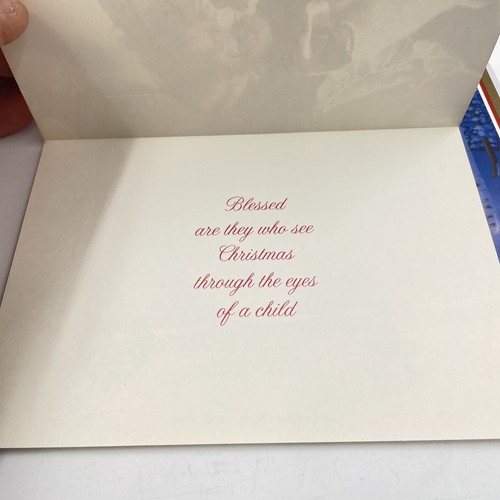 Blessed
are they who see
Christmas
through the eyes
of a child